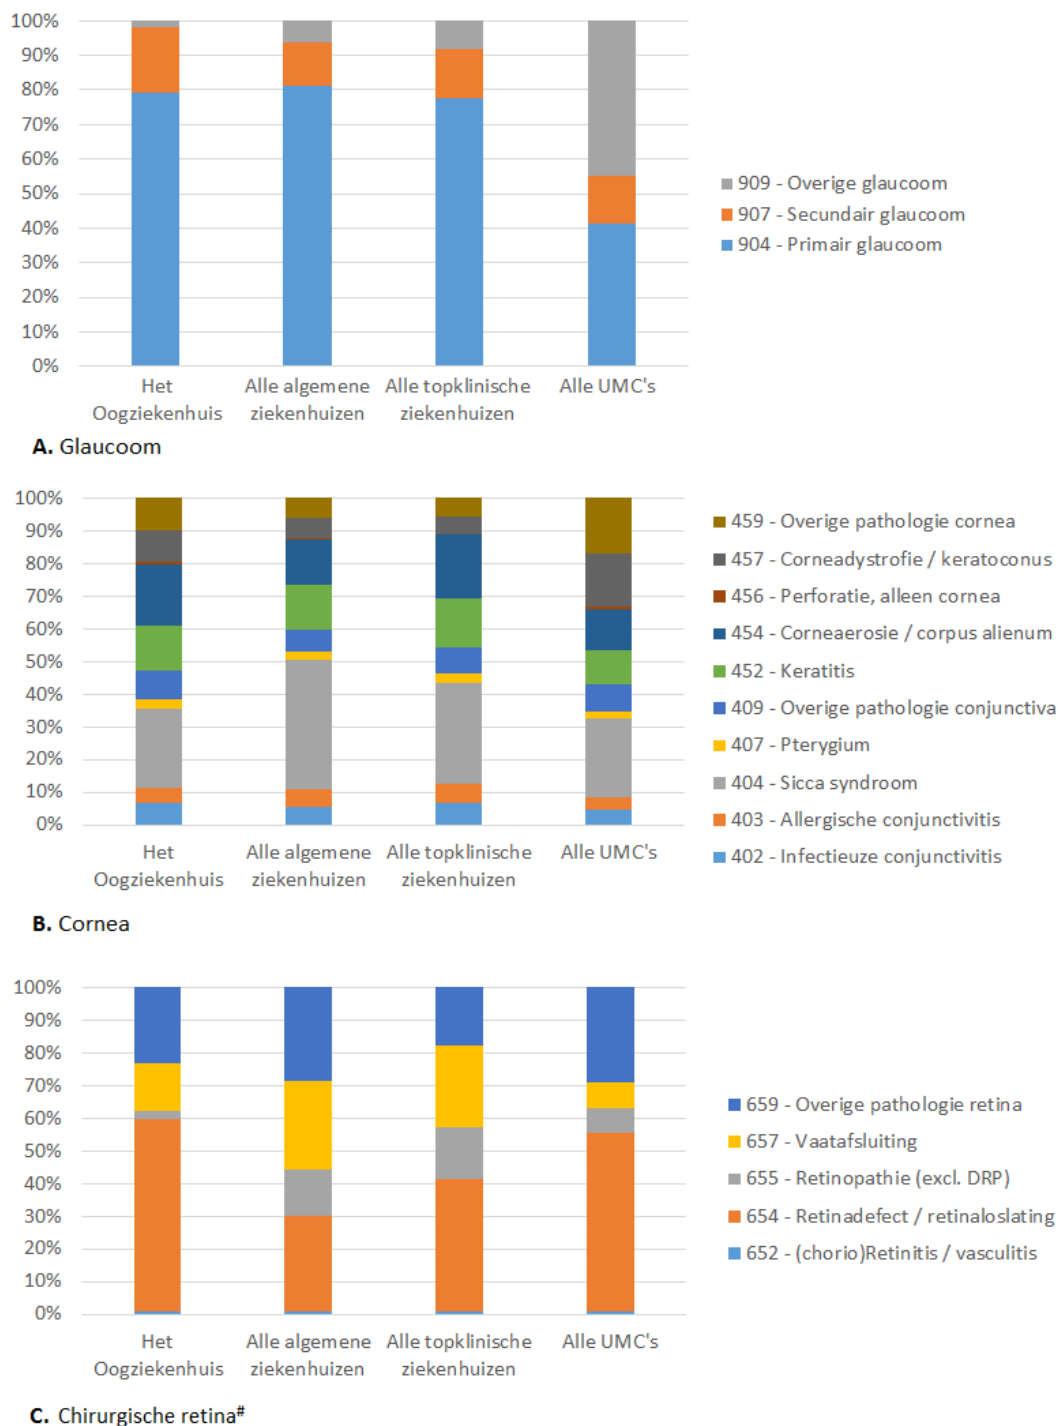 100%
90%
80%
70%
60%
50%
40%
30%
20%
10%
0%
Het Oogziekenhuis
Alle algemene ziekenhuizen
Alle topklinische ziekenhuizen
Alle UMC's
909 - Overige glaucoom
907 - Secundair glaucoom
904 - Primair glaucoom
A. Glaucoom
100%
90%
80%
70%
60%
50%
40%
30%
20%
10%
0%
Het Oogziekenhuis
Alle algemene ziekenhuizen
Alle topklinische ziekenhuizen
Alle UMC's
459 - Overige pathologie cornea
457 - Corneadystrofie / keratoconus
456 - Perforatie, alleen cornea
454 - Corneaerosie / corpus alienum
452 - Keratitis
409 - Overige pathologie conjunctiva
407 - Pterygium
404 - Sicca syndroom
403 - Allergische conjunctivitis
402 - Infectieuze conjunctivitis
B. Cornea
100%
90%
80%
70%
60%
50%
40%
30%
20%
10%
0%
Het Oogziekenhuis
Alle algemene ziekenhuizen
Alle topklinische ziekenhuizen
Alle UMC's
659 - Overige pathologie retina
657 - Vaatafsluiting
655 - Retinopathie (excl. DRP)
654 - Retinadefect / retinaloslating
652 - (chorio)Retinitis / vasculitis
C. Chirurgische retina#